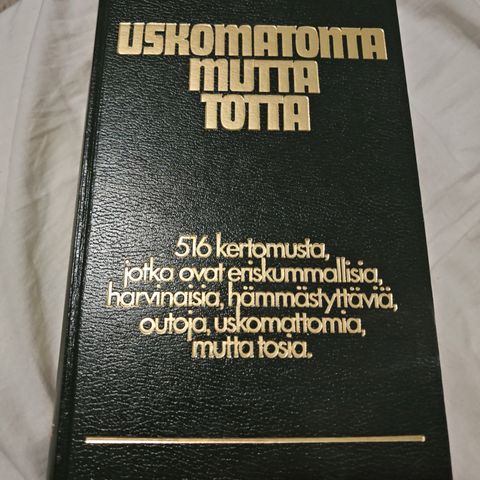 USKOMATONTA
MUTTA
TOTTA
516 kertomusta,
jotka ovat eriskummallisia,
harvinaisia, hämmästyttäviä,
outoja, uskomattomia,
mutta tosia.